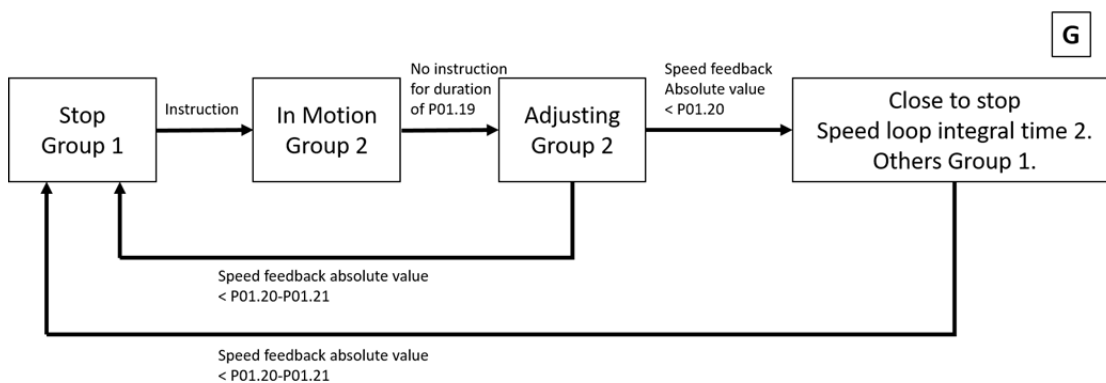 G
Stop
Group 1
Instruction
In Motion
Group 2
No instruction
for duration
of P01.19
Adjusting
Group 2
Speed feedback
Absolute value
< P01.20
Close to stop
Speed loop integral time 2.
Others Group 1.
Speed feedback absolute value
< P01.20-P01.21
Speed feedback absolute value
< P01.20-P01.21